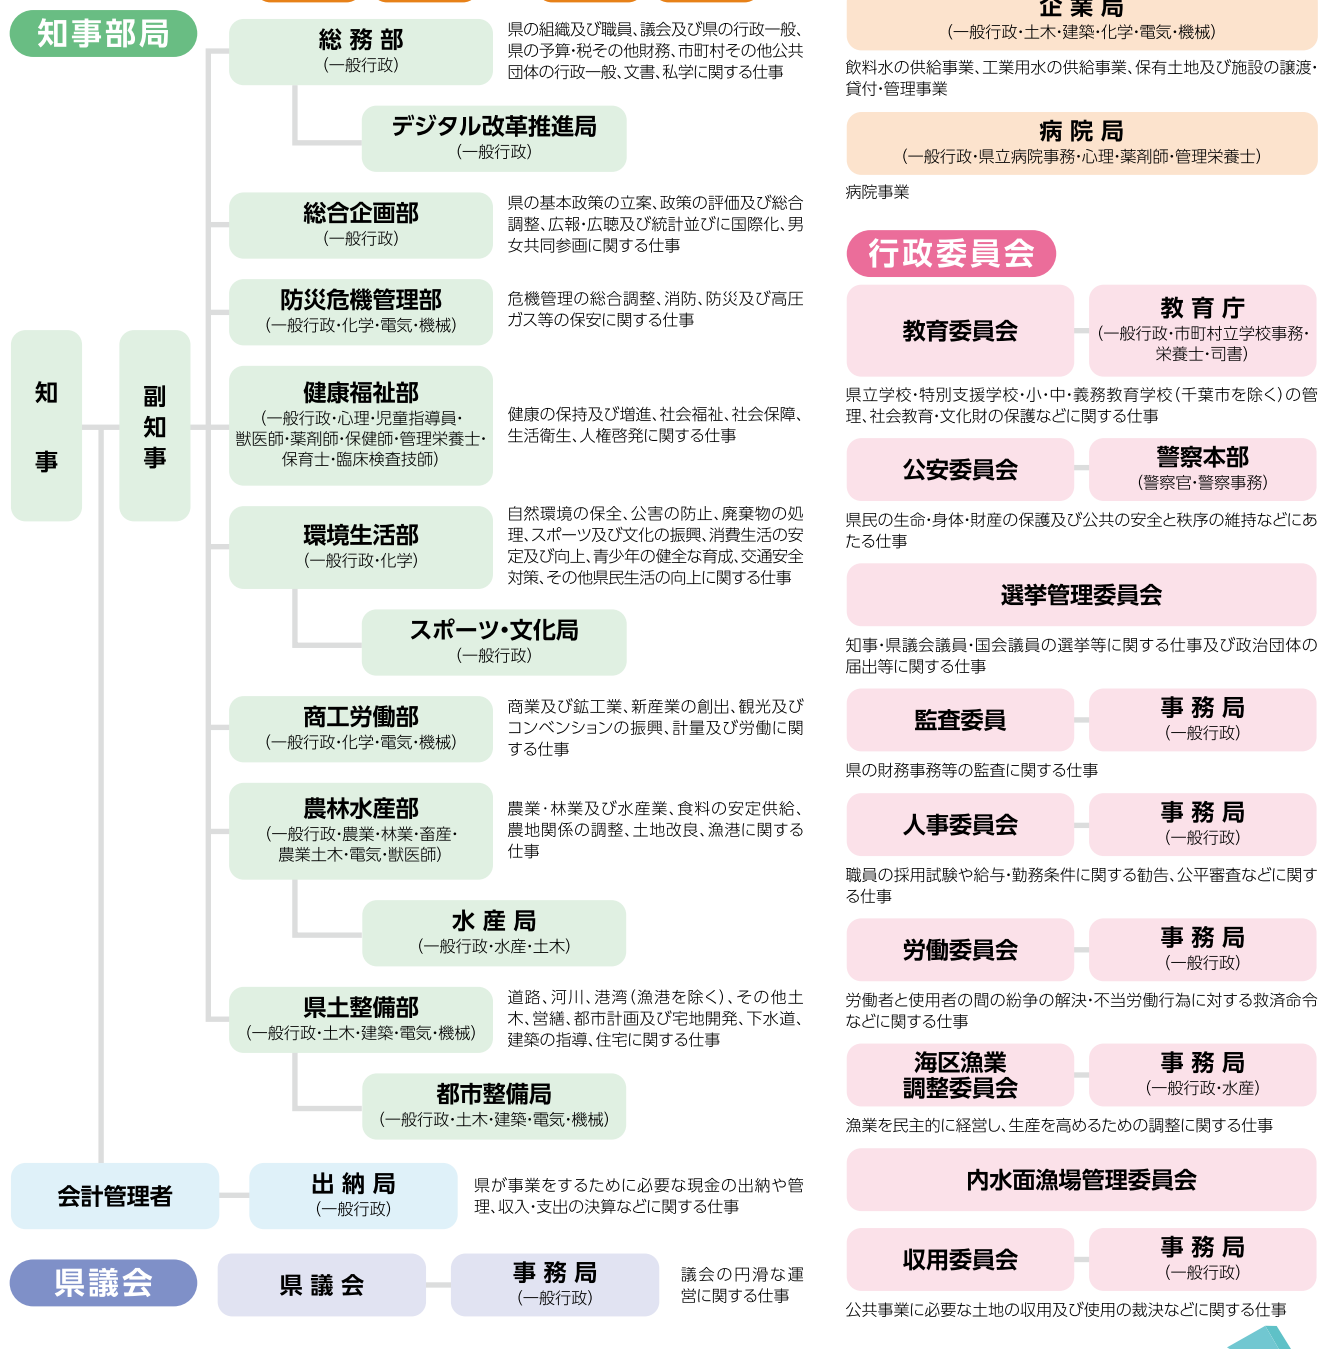 知事部局
知事
副知事
総務部
(一般行政)
県の組織及び職員、議会及び県の行政一般、
県の予算・税その他財務、市町村その他公共
団体の行政一般、文書、私学に関する仕事
デジタル改革推進局
(一般行政)
総合企画部
(一般行政)
県の基本政策の立案、政策の評価及び総合
調整、広報・広聴及び統計並びに国際化、男
女共同参画に関する仕事
防災危機管理部
(一般行政・化学・電気・機械)
危機管理の総合調整、消防、防災及び高圧
ガス等の保安に関する仕事
健康福祉部
(一般行政・心理・児童指導員・
獣医師・薬剤師・保健師・管理栄養士・
保育士・臨床検査技師)
健康の保持及び増進、社会福祉、社会保障、
生活衛生、人権啓発に関する仕事
環境生活部
(一般行政・化学)
自然環境の保全、公害の防止、廃棄物の処
理、スポーツ及び文化の振興、消費生活の安
定及び向上、青少年の健全な育成、交通安全
対策、その他県民生活の向上に関する仕事
スポーツ・文化局
(一般行政)
商工労働部
(一般行政・化学・電気・機械)
商業及び鉱工業、新産業の創出、観光及び
コンベンションの振興、計量及び労働に関
する仕事
農林水産部
(一般行政・農業・林業・畜産・
農業土木・電気・獣医師)
農業・林業及び水産業、食料の安定供給、
農地関係の調整、土地改良、漁港に関する
仕事
水産局
(一般行政・水産・土木)
県土整備部
(一般行政・土木・建築・電気・機械)
道路、河川、港湾(漁港を除く)、その他土
木、営繕、都市計画及び宅地開発、下水道、
建築の指導、住宅に関する仕事
都市整備局
(一般行政・土木・建築・電気・機械)
会計管理者
出納局
(一般行政)
県が事業をするために必要な現金の出納や管
理、収入・支出の決算などに関する仕事
県議会
県議会
事務局
(一般行政)
議会の円滑な運
営に関する仕事
企業局
(一般行政・土木・建築・化学・電気・機械)
飲料水の供給事業、工業用水の供給事業、保有土地及び施設の譲渡・
貸付・管理事業
病院局
(一般行政・県立病院事務・心理・薬剤師・管理栄養士)
病院事業
行政委員会
教育委員会
教育庁
(一般行政・市町村立学校事務・
栄養士・司書)
県立学校・特別支援学校・小・中・義務教育学校(千葉市を除く)の管
理、社会教育・文化財の保護などに関する仕事
公安委員会
警察本部
(警察官・警察事務)
県民の生命・身体・財産の保護及び公共の安全と秩序の維持などにあ
たる仕事
選挙管理委員会
知事・県議会議員・国会議員の選挙等に関する仕事及び政治団体の
届出等に関する仕事
監査委員
事務局
(一般行政)
県の財務事務等の監査に関する仕事
人事委員会
事務局
(一般行政)
職員の採用試験や給与・勤務条件に関する勧告、公平審査などに関す
る仕事
労働委員会
事務局
(一般行政)
労働者と使用者の間の紛争の解決・不当労働行為に対する救済命令
などに関する仕事
海区漁業
調整委員会
事務局
(一般行政・水産)
漁業を民主的に経営し、生産を高めるための調整に関する仕事
内水面漁場管理委員会
収用委員会
事務局
(一般行政)
公共事業に必要な土地の収用及び使用の裁決などに関する仕事